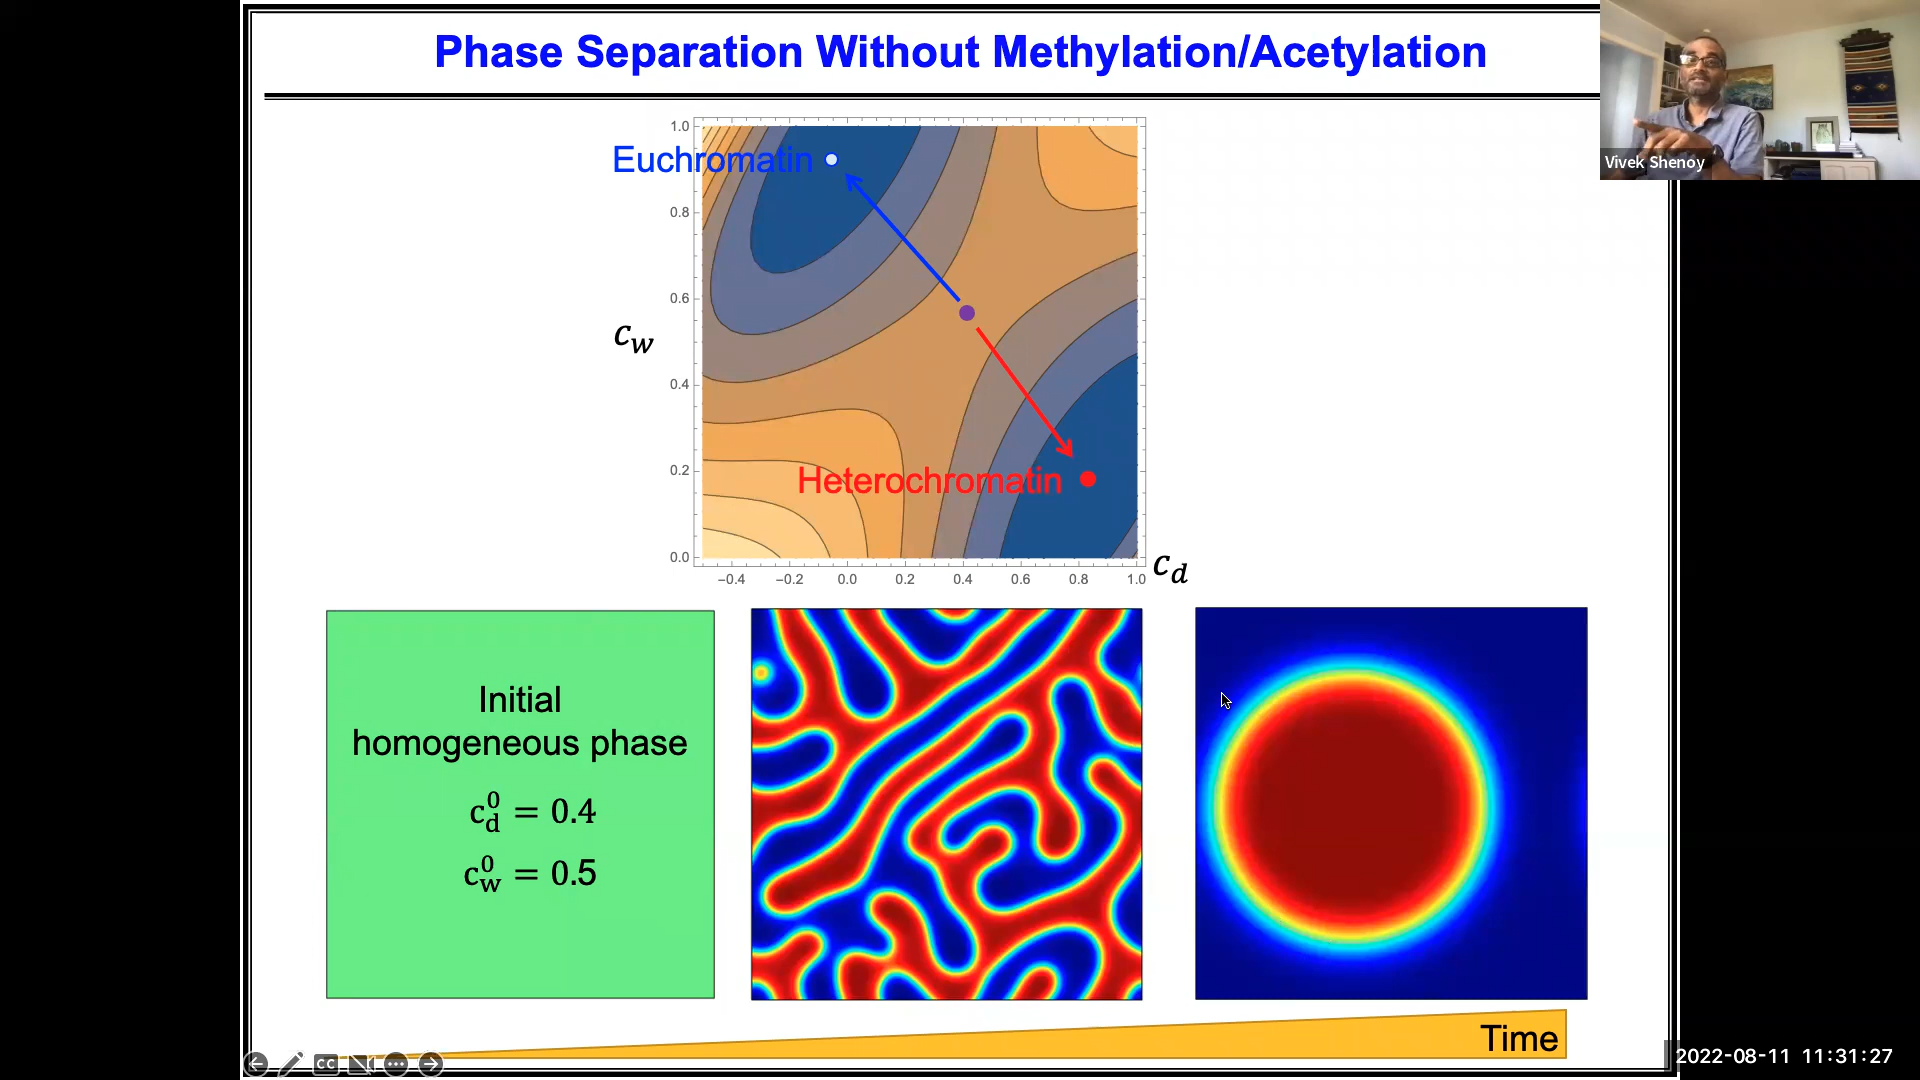 Phase Separation Without Methylation/Acetylation
Vivek Shenoy
1.0
Euchromatin
0.8
0.6
c_w
0.4
0.2
Heterochromatin
0.0
c_d
−0.4 −0.2 0.0 0.2 0.4 0.6 0.8 1.0
Initial
homogeneous phase
c_d^0 = 0.4
c_w^0 = 0.5
Time
CC
2022-08-11 11:31:27